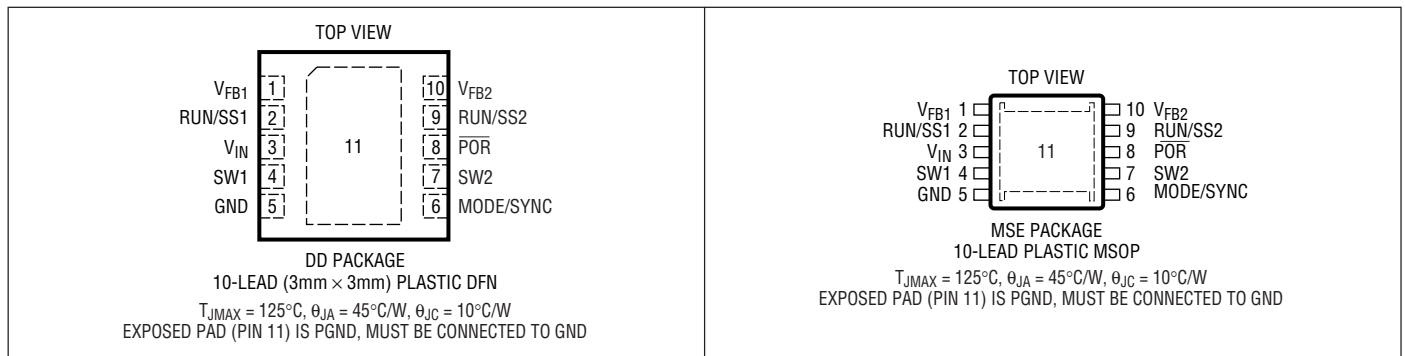 TOP VIEW
VFB1 1
RUN/SS1 2
VIN 3
SW1 4
GND 5
11
10 VFB2
9 RUN/SS2
8 P̅O̅R̅
7 SW2
6 MODE/SYNC
DD PACKAGE
10-LEAD (3mm × 3mm) PLASTIC DFN
TJMAX = 125°C, θJA = 45°C/W, θJC = 10°C/W
EXPOSED PAD (PIN 11) IS PGND, MUST BE CONNECTED TO GND
TOP VIEW
VFB1 1
RUN/SS1 2
VIN 3
SW1 4
GND 5
11
10 VFB2
9 RUN/SS2
8 P̅O̅R̅
7 SW2
6 MODE/SYNC
MSE PACKAGE
10-LEAD PLASTIC MSOP
TJMAX = 125°C, θJA = 45°C/W, θJC = 10°C/W
EXPOSED PAD (PIN 11) IS PGND, MUST BE CONNECTED TO GND